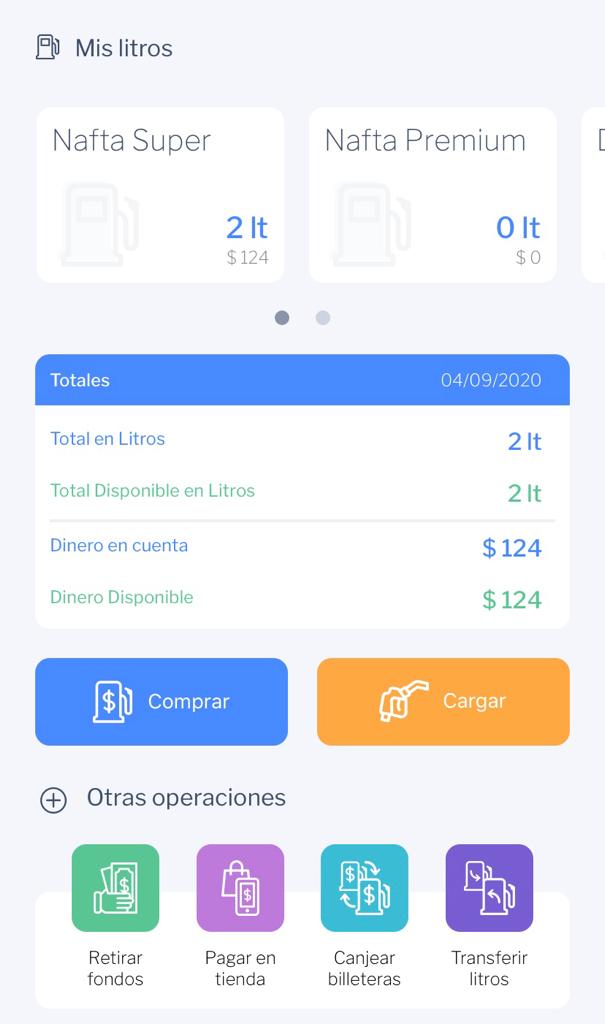 Mis litros
Nafta Super
2 lt
$ 124
Nafta Premium
0 lt
$ 0
Totales 04/09/2020
Total en Litros 2 lt
Total Disponible en Litros 2 lt
Dinero en cuenta $ 124
Dinero Disponible $ 124
Comprar
Cargar
Otras operaciones
Retirar
fondos
Pagar en
tienda
Canjear
billeteras
Transferir
litros